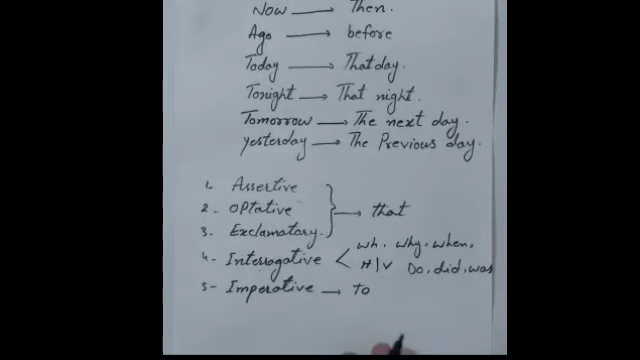 Now → Then.
Ago → before
Today → That day.
Tonight → That night.
Tomorrow → The next day.
yesterday → The Previous day.
1. Assertive
2. Optative } → that
3. Exclamatory.
4. Interrogative < wh. why, when,
H|V Do, did, was
5- Imperative → To